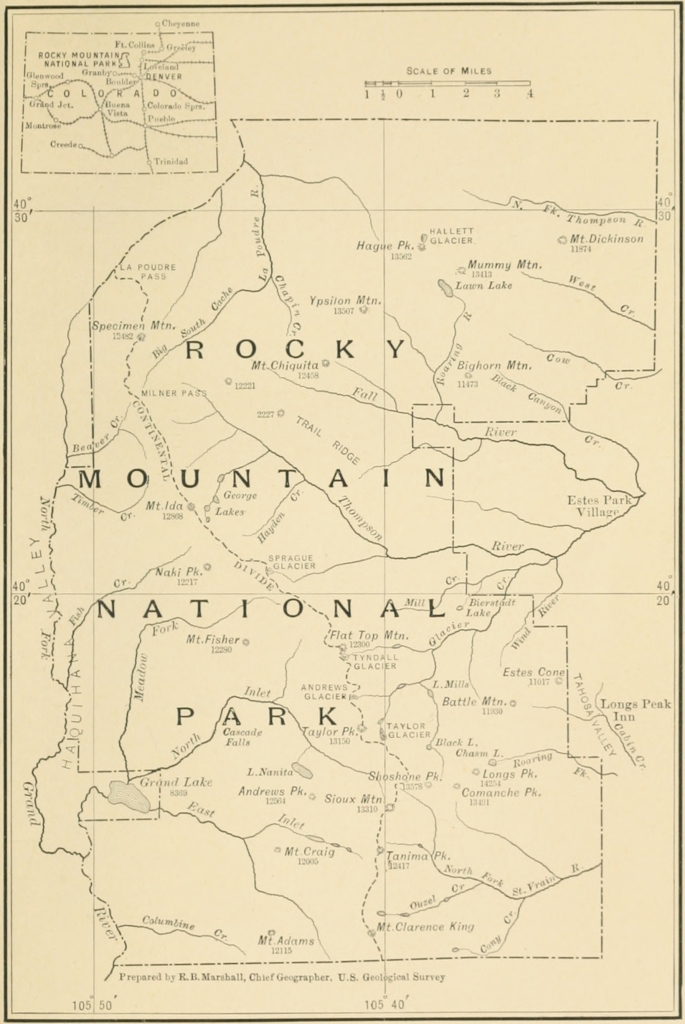 Cheyenne
Ft. Collins
Greeley
ROCKY MOUNTAIN
NATIONAL PARK
Loveland
Granby
Boulder
DENVER
Glenwood
Sprs.
COLORADO
Grand Jct.
Buena
Vista
Colorado Sprs.
Montrose
Pueblo
Creede
Trinidad
SCALE OF MILES
1 ½ 0 1 2 3 4
40°
30'
40°
30'
N. Fk. Thompson R.
La Poudre R.
HALLETT
GLACIER
Hague Pk.
13562
Mt. Dickinson
11874
LA POUDRE
PASS
Mummy Mtn.
13413
Lawn Lake
West Cr.
Chapin Cr.
Big South Cache
Ypsilon Mtn.
13507
Specimen Mtn.
12482
Roaring R.
ROCKY
Mt. Chiquita
12458
Cow Cr.
Bighorn Mtn.
11473
Black Canyon Cr.
12221
MILNER PASS
Fall River
2227
TRAIL RIDGE
CONTINENTAL
Beaver Cr.
MOUNTAIN
Timber Cr.
George
Lakes
Mt. Ida
12868
Hayden Cr.
Thompson River
Estes Park
Village
North Fork
VALLEY
SPRAGUE
GLACIER
DIVIDE
Naki Pk.
12217
40°
20'
40°
20'
Fish Cr.
Mill Cr.
Bierstadt
Lake
NATIONAL
Wind River
Meadow Fork
Mt. Fisher
12280
Flat Top Mtn.
12300
Glacier Cr.
TYNDALL
GLACIER
Estes Cone
11017
ANDREWS
GLACIER
L. Mills
Battle Mtn.
11930
TAHOSA
VALLEY
Longs Peak
Inn
Cabin Cr.
HAIQUIHANA
PARK
North Inlet
Cascade
Falls
Taylor Pk.
13150
TAYLOR
GLACIER
Black L.
Chasm L.
Roaring Fk.
Longs Pk.
14254
L. Nanita
Shoshone Pk.
13578
Comanche Pk.
13491
Grand Lake
8369
Andrews Pk.
12564
Sioux Mtn
13310
Grand
East Inlet
Mt. Craig
12005
Tanima Pk.
12417
North Fork St. Vrain R.
Ouzel Cr.
Cony Cr.
River
Columbine Cr.
Mt. Adams
12115
Mt. Clarence King
Prepared by R.B. Marshall, Chief Geographer, U.S. Geological Survey
105° 50'
105° 40'